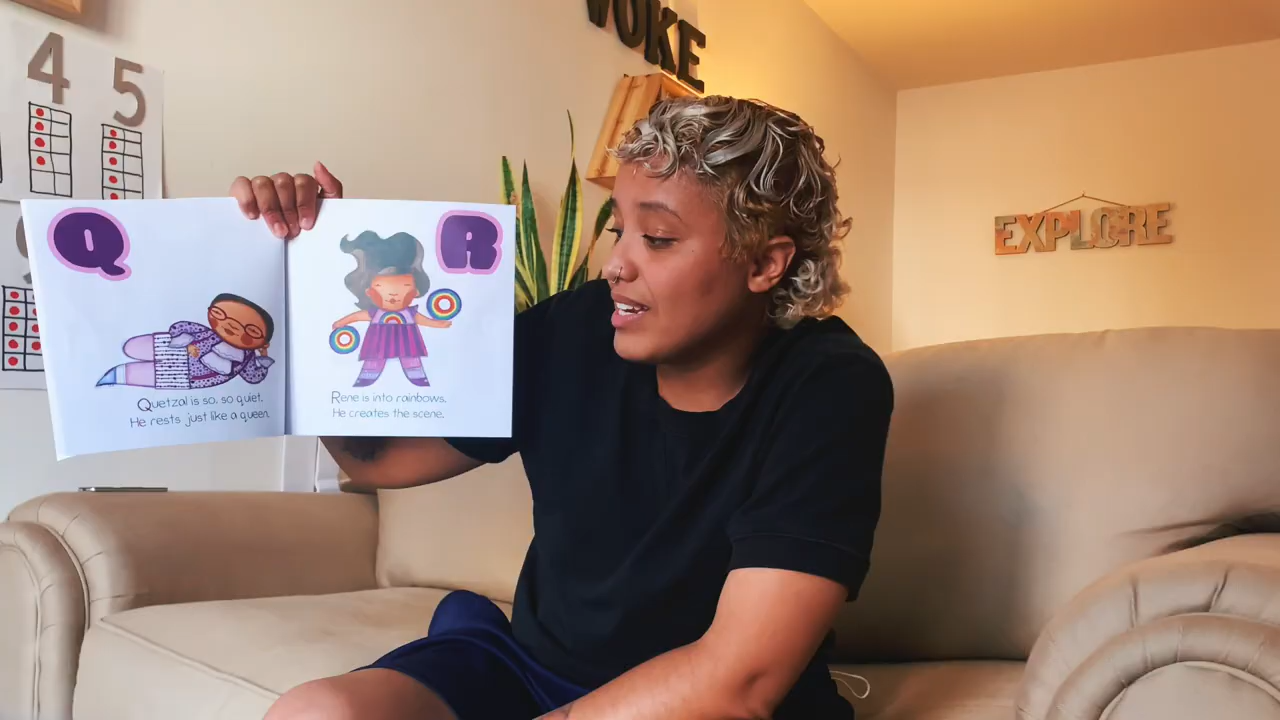 WOKE
4 5
EXPLORE
Q
Quetzal is so, so quiet.
He rests just like a queen.
R
Rene is into rainbows.
He creates the scene.